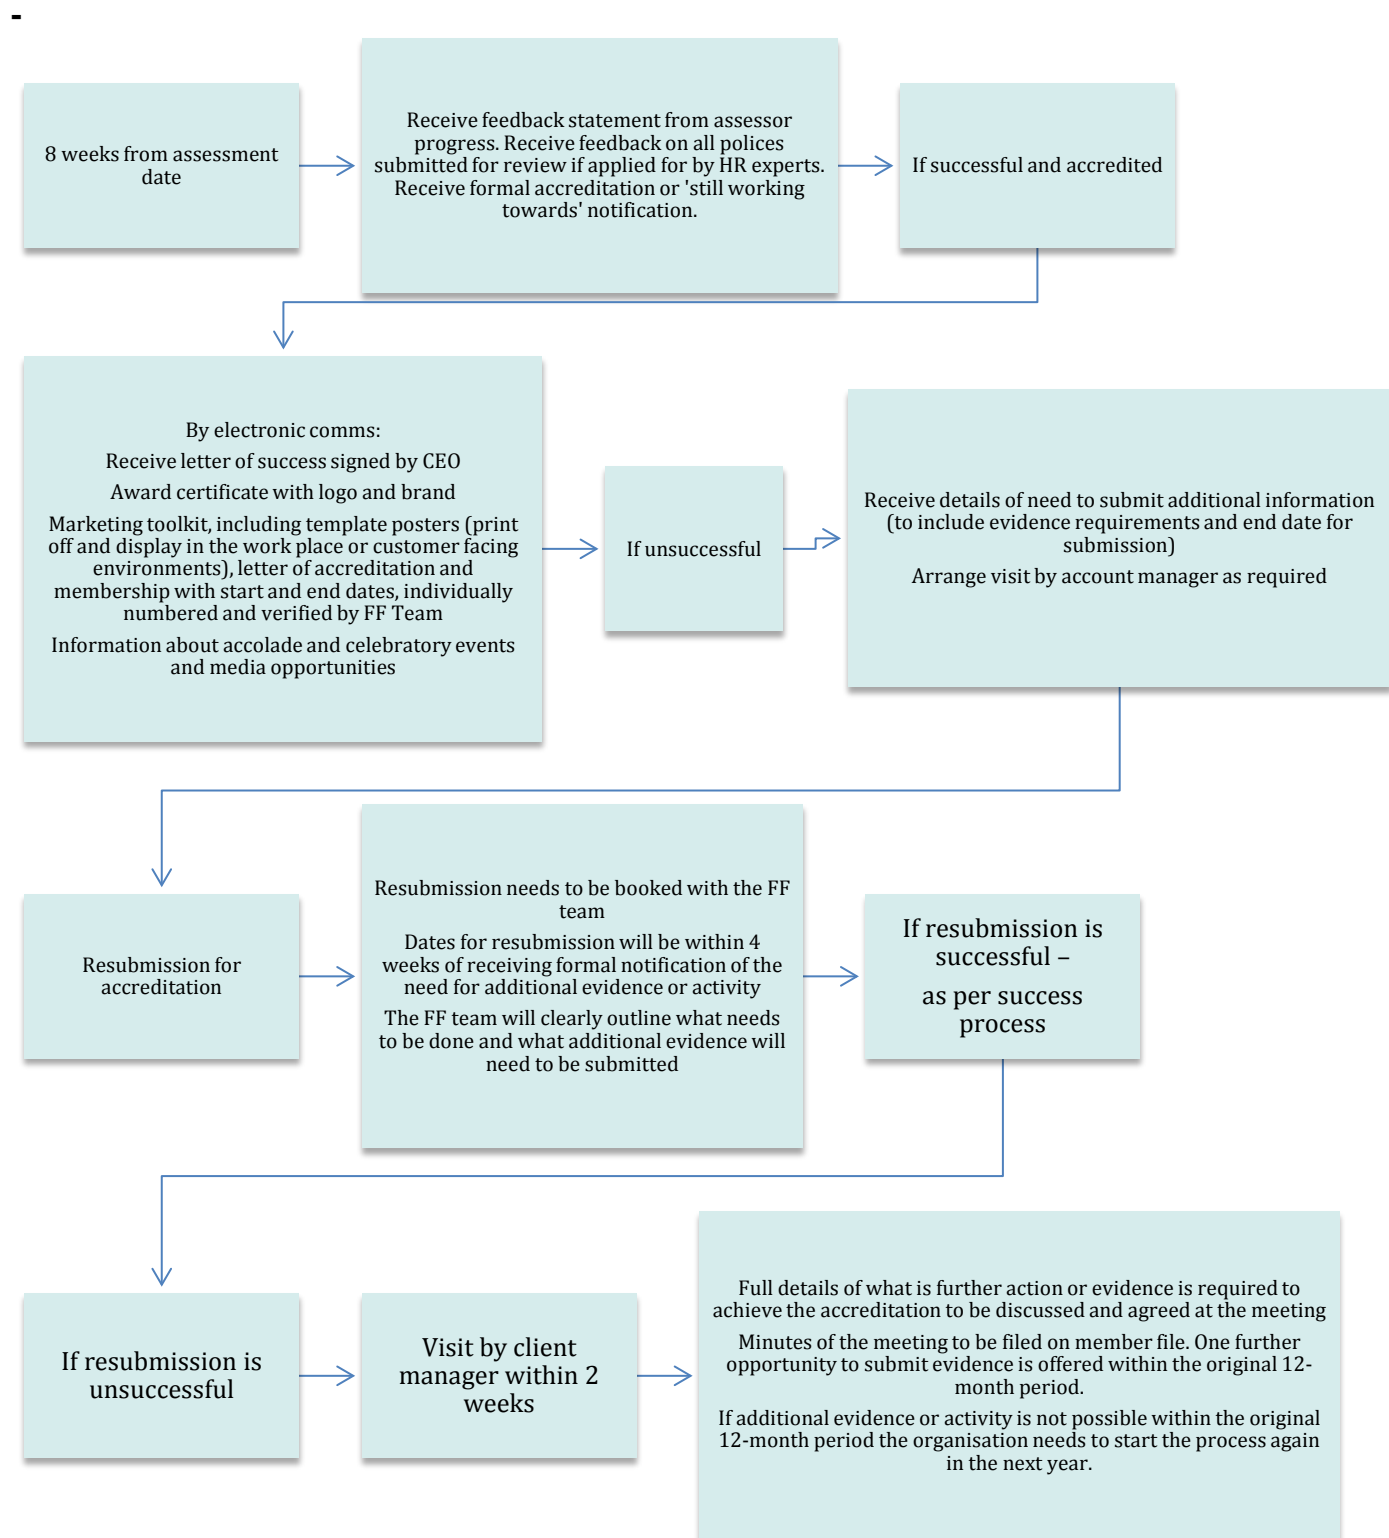 -
8 weeks from assessment
date
Receive feedback statement from assessor
progress. Receive feedback on all polices
submitted for review if applied for by HR experts.
Receive formal accreditation or 'still working
towards' notification.
If successful and accredited
By electronic comms:
Receive letter of success signed by CEO
Award certificate with logo and brand
Marketing toolkit, including template posters (print
off and display in the work place or customer facing
environments), letter of accreditation and
membership with start and end dates, individually
numbered and verified by FF Team
Information about accolade and celebratory events
and media opportunities
If unsuccessful
Receive details of need to submit additional information
(to include evidence requirements and end date for
submission)
Arrange visit by account manager as required
Resubmission for
accreditation
Resubmission needs to be booked with the FF
team
Dates for resubmission will be within 4
weeks of receiving formal notification of the
need for additional evidence or activity
The FF team will clearly outline what needs
to be done and what additional evidence will
need to be submitted
If resubmission is
successful –
as per success
process
If resubmission is
unsuccessful
Visit by client
manager within 2
weeks
Full details of what is further action or evidence is required to
achieve the accreditation to be discussed and agreed at the meeting
Minutes of the meeting to be filed on member file. One further
opportunity to submit evidence is offered within the original 12-
month period.
If additional evidence or activity is not possible within the original
12-month period the organisation needs to start the process again
in the next year.